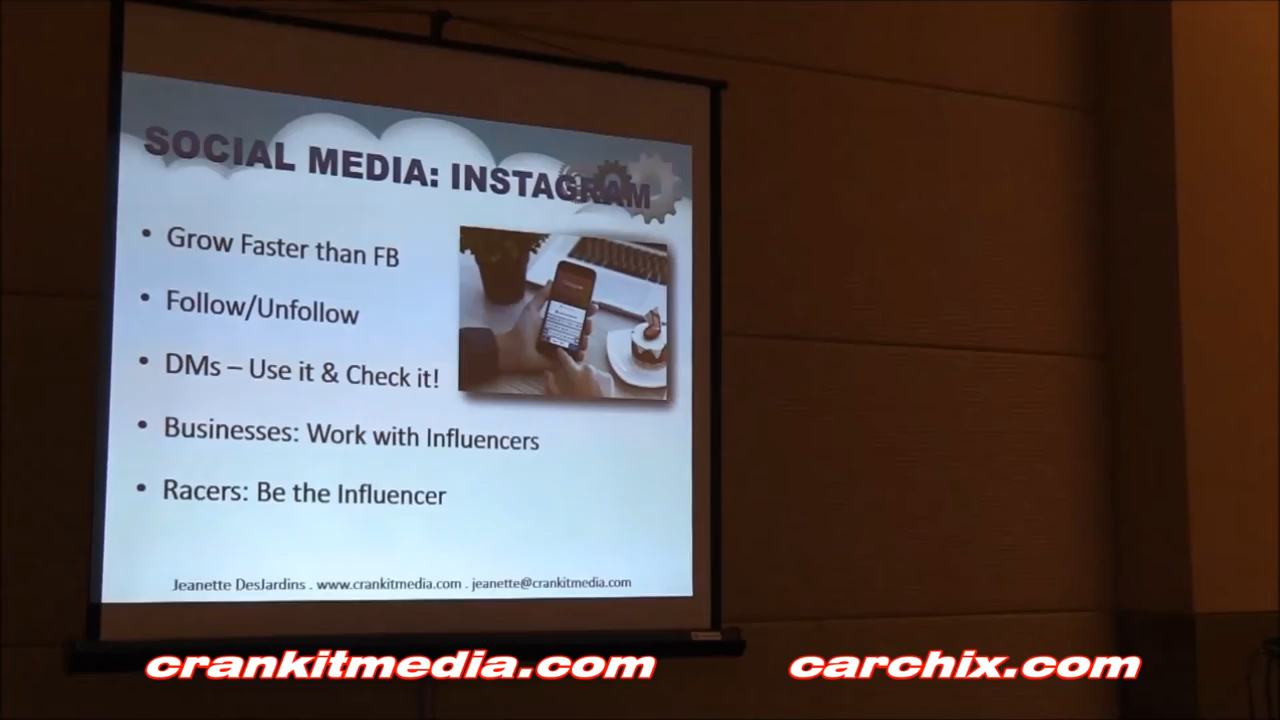 SOCIAL MEDIA: INSTAGRAM
• Grow Faster than FB
• Follow/Unfollow
• DMs – Use it & Check it!
• Businesses: Work with Influencers
• Racers: Be the Influencer
Jeanette DesJardins . www.crankitmedia.com . jeanette@crankitmedia.com
crankitmedia.com
carchix.com